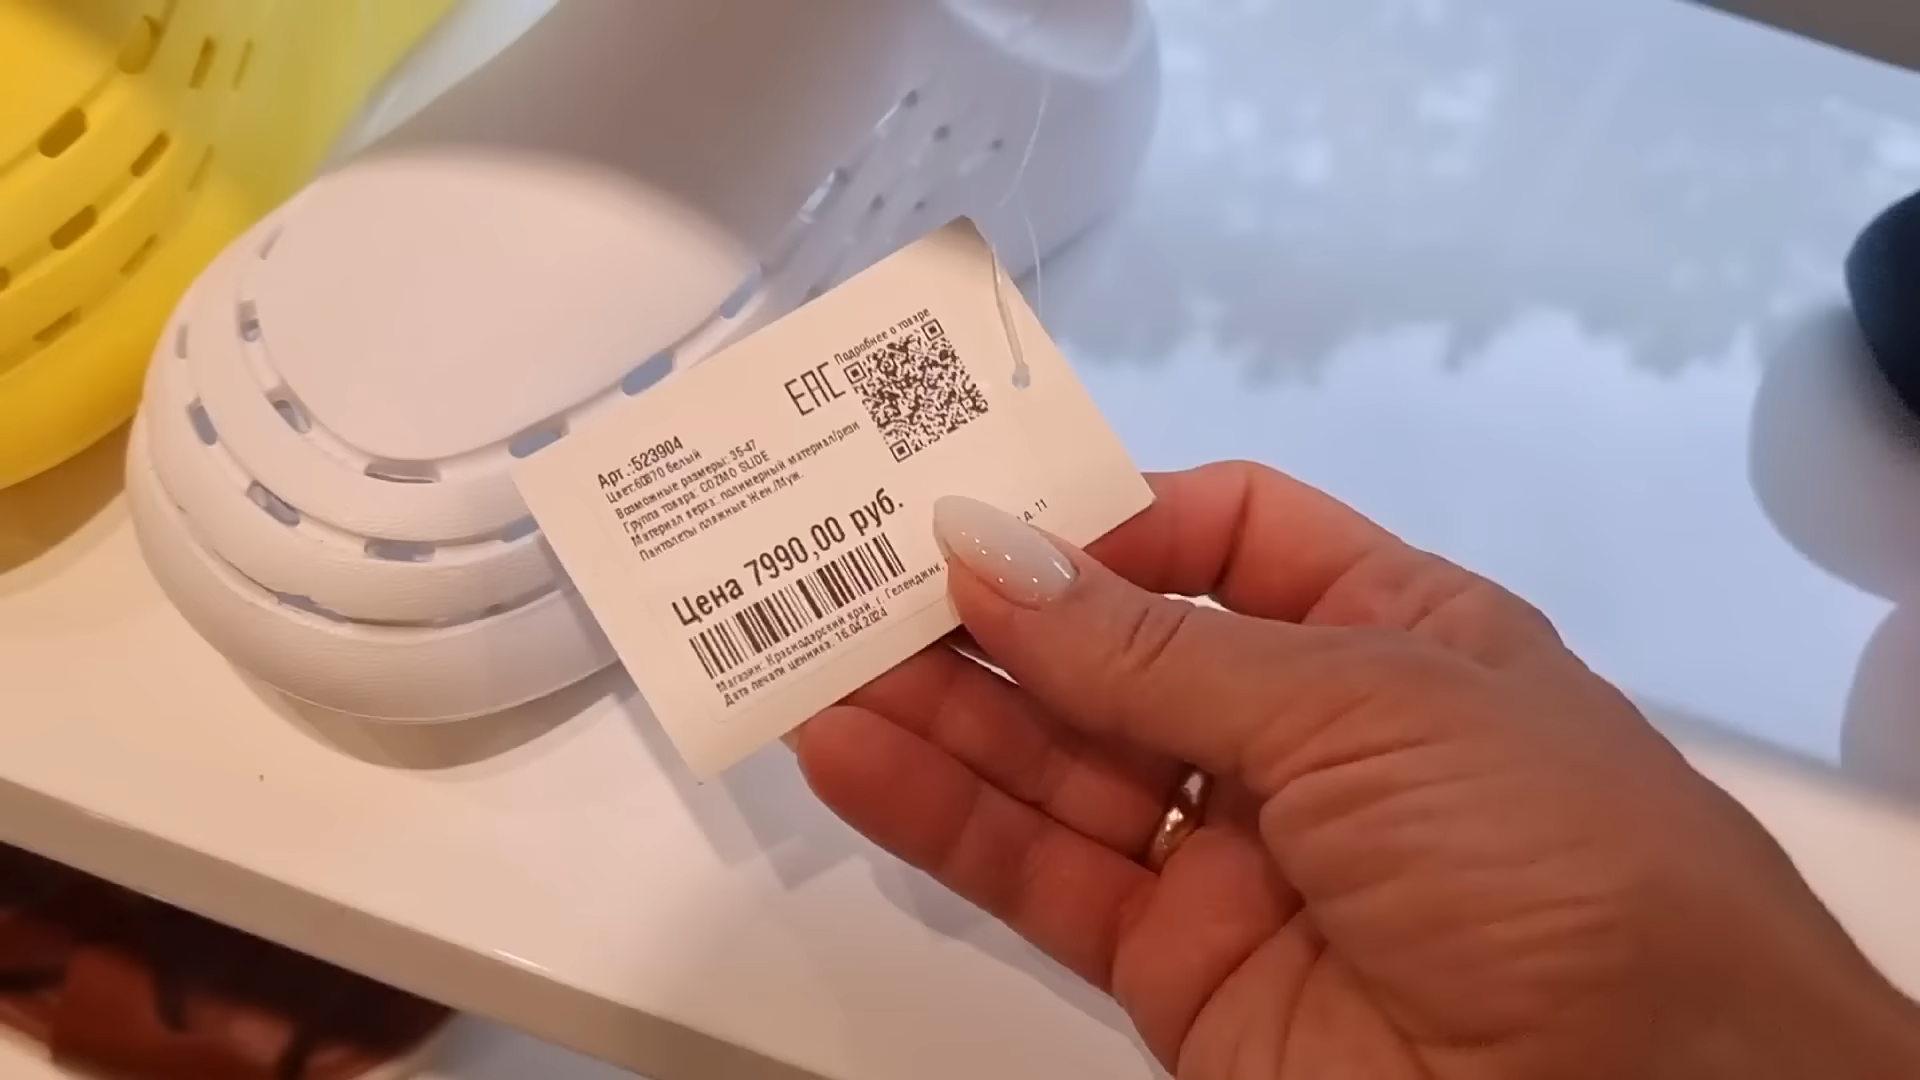 Подробнее о товаре
EAC
Арт.:523904
Цвет:60870 белый
Возможные размеры: 35-47
Группа товара: COZMO SLIDE
Материал верха: полимерный материал/рези
Пантолеты пляжные Жен./Муж.
Цена 7990,00 руб.
Магазин: Краснодарский край, г. Геленджик, д. 11
Дата печати ценника: 16.04.2024